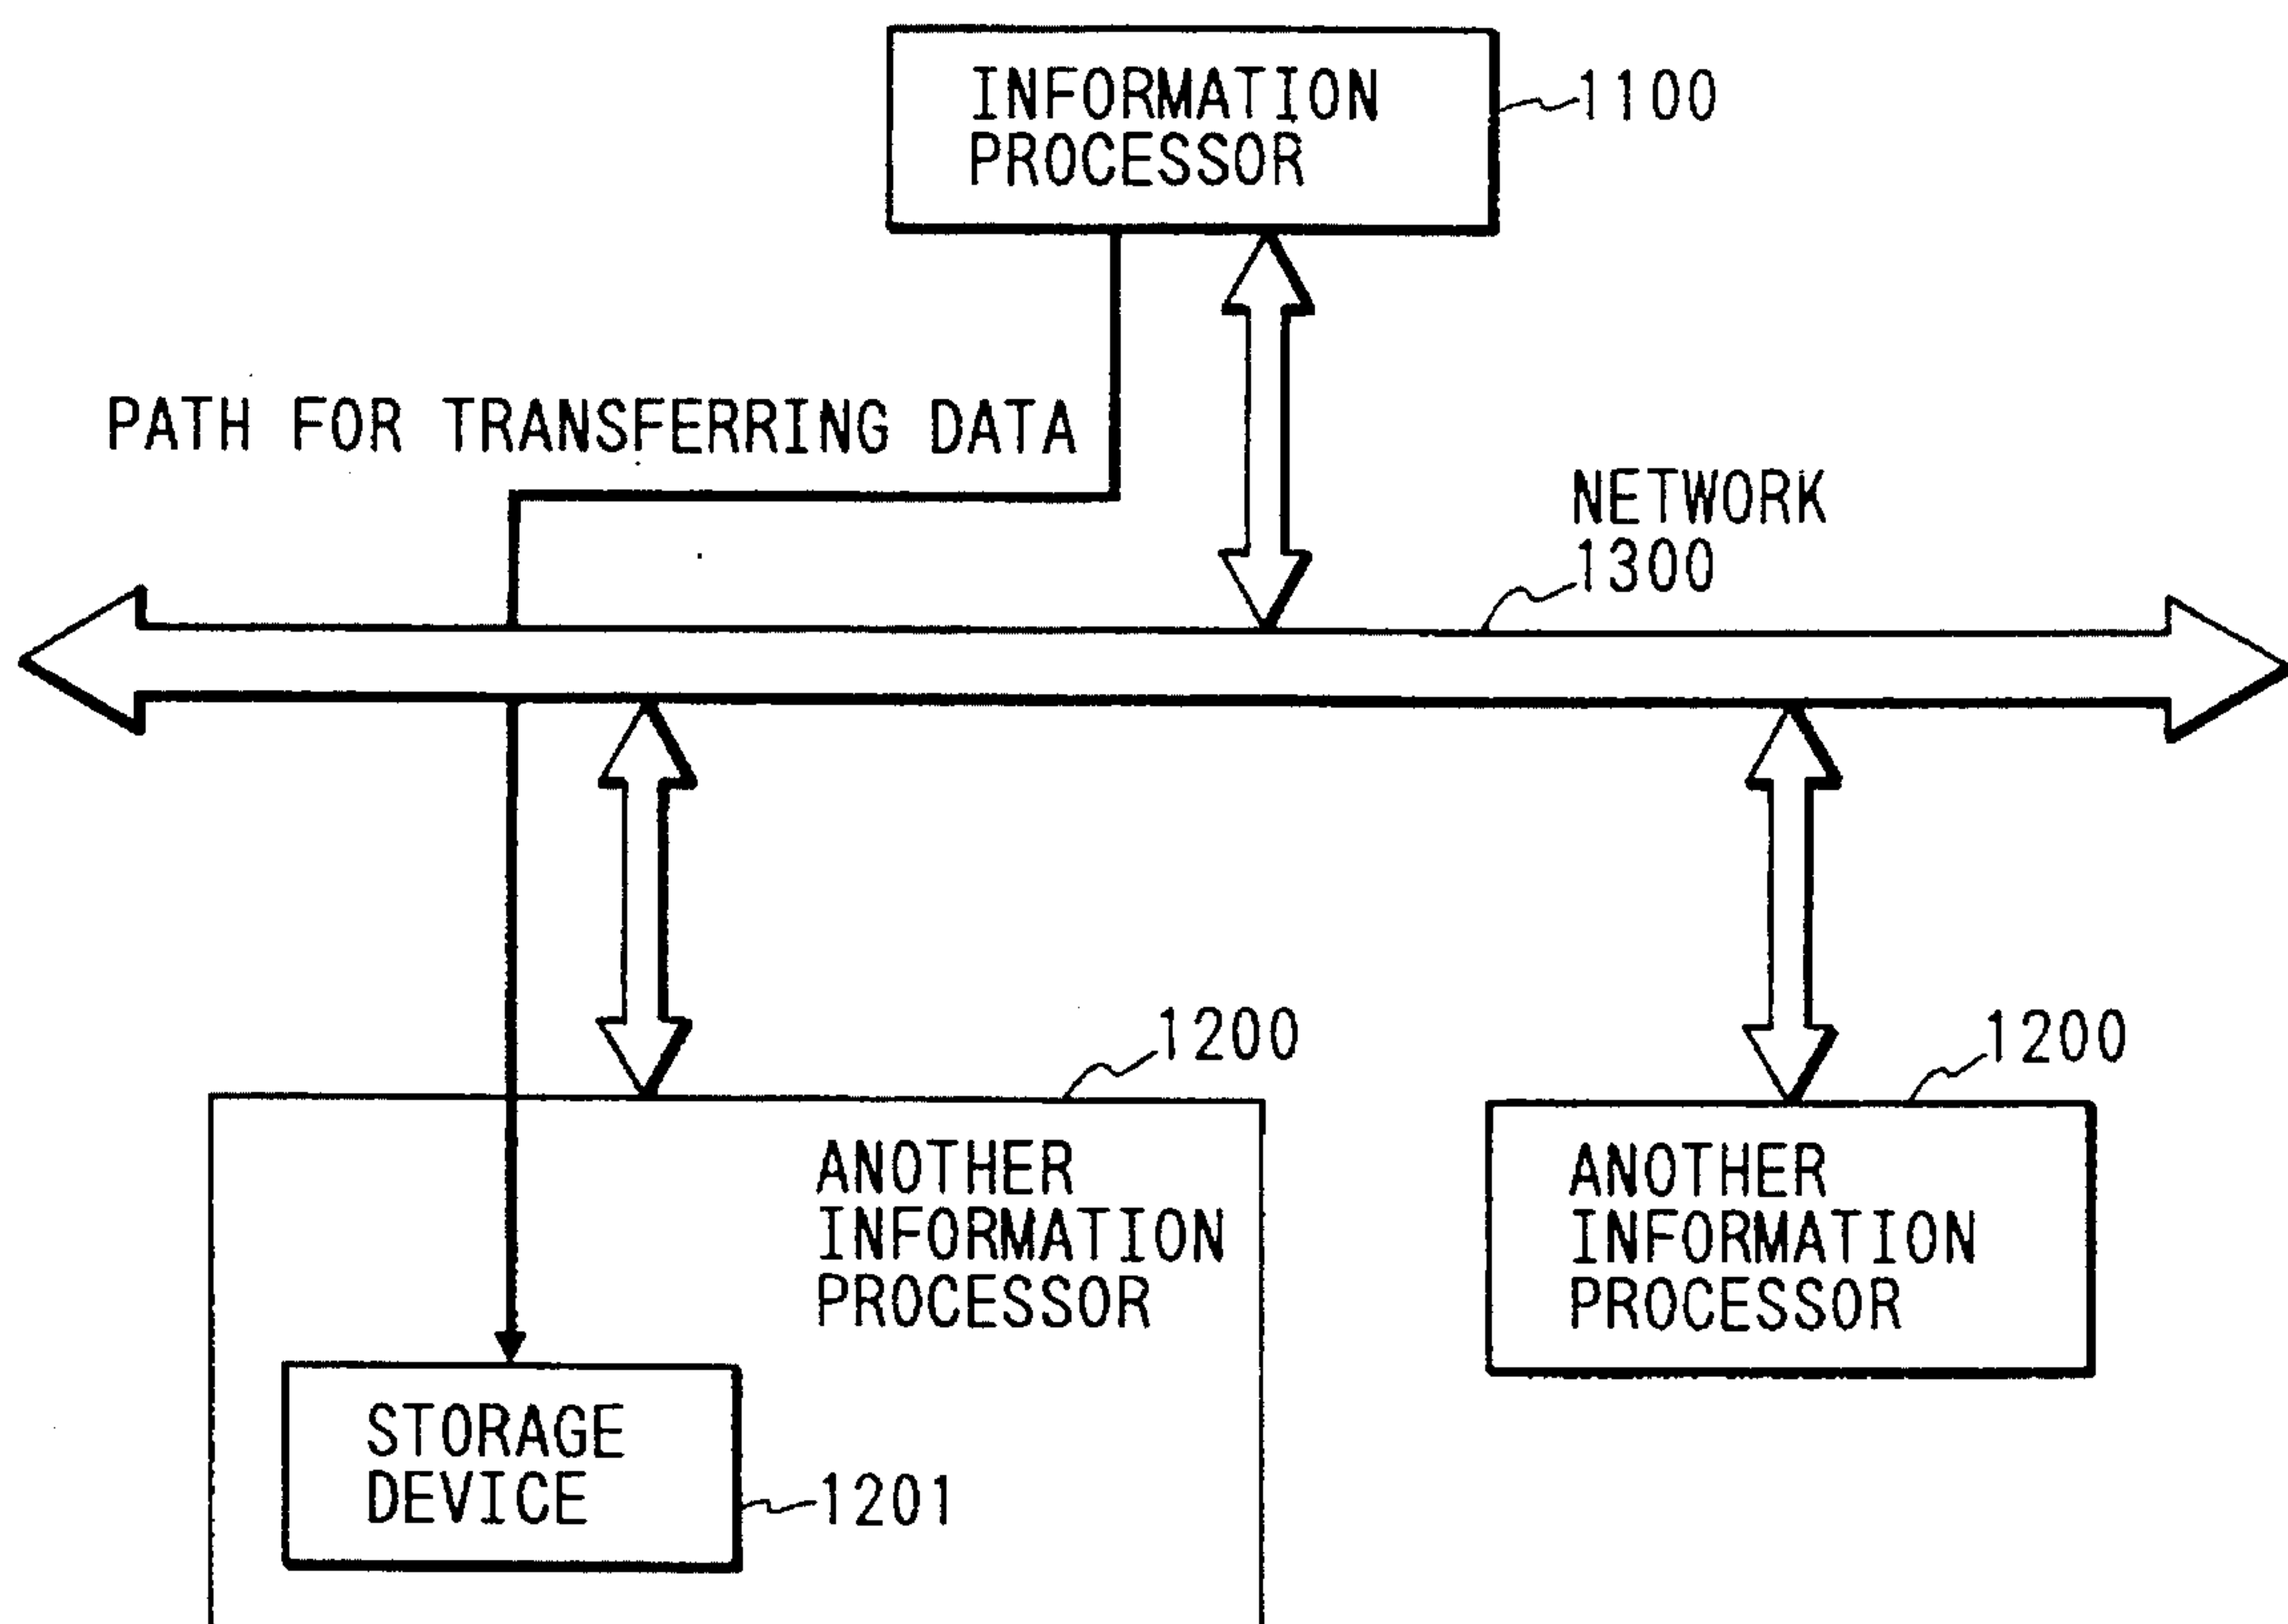 INFORMATION
PROCESSOR
1100
PATH FOR TRANSFERRING DATA
NETWORK
1300
1200
ANOTHER
INFORMATION
PROCESSOR
1200
ANOTHER
INFORMATION
PROCESSOR
STORAGE
DEVICE
1201